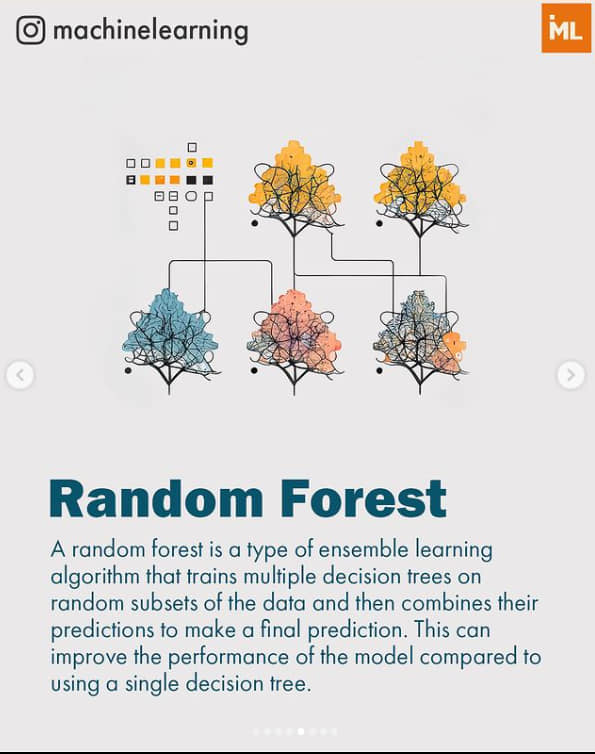 machinelearning
ML
Random Forest
A random forest is a type of ensemble learning
algorithm that trains multiple decision trees on
random subsets of the data and then combines their
predictions to make a final prediction. This can
improve the performance of the model compared to
using a single decision tree.